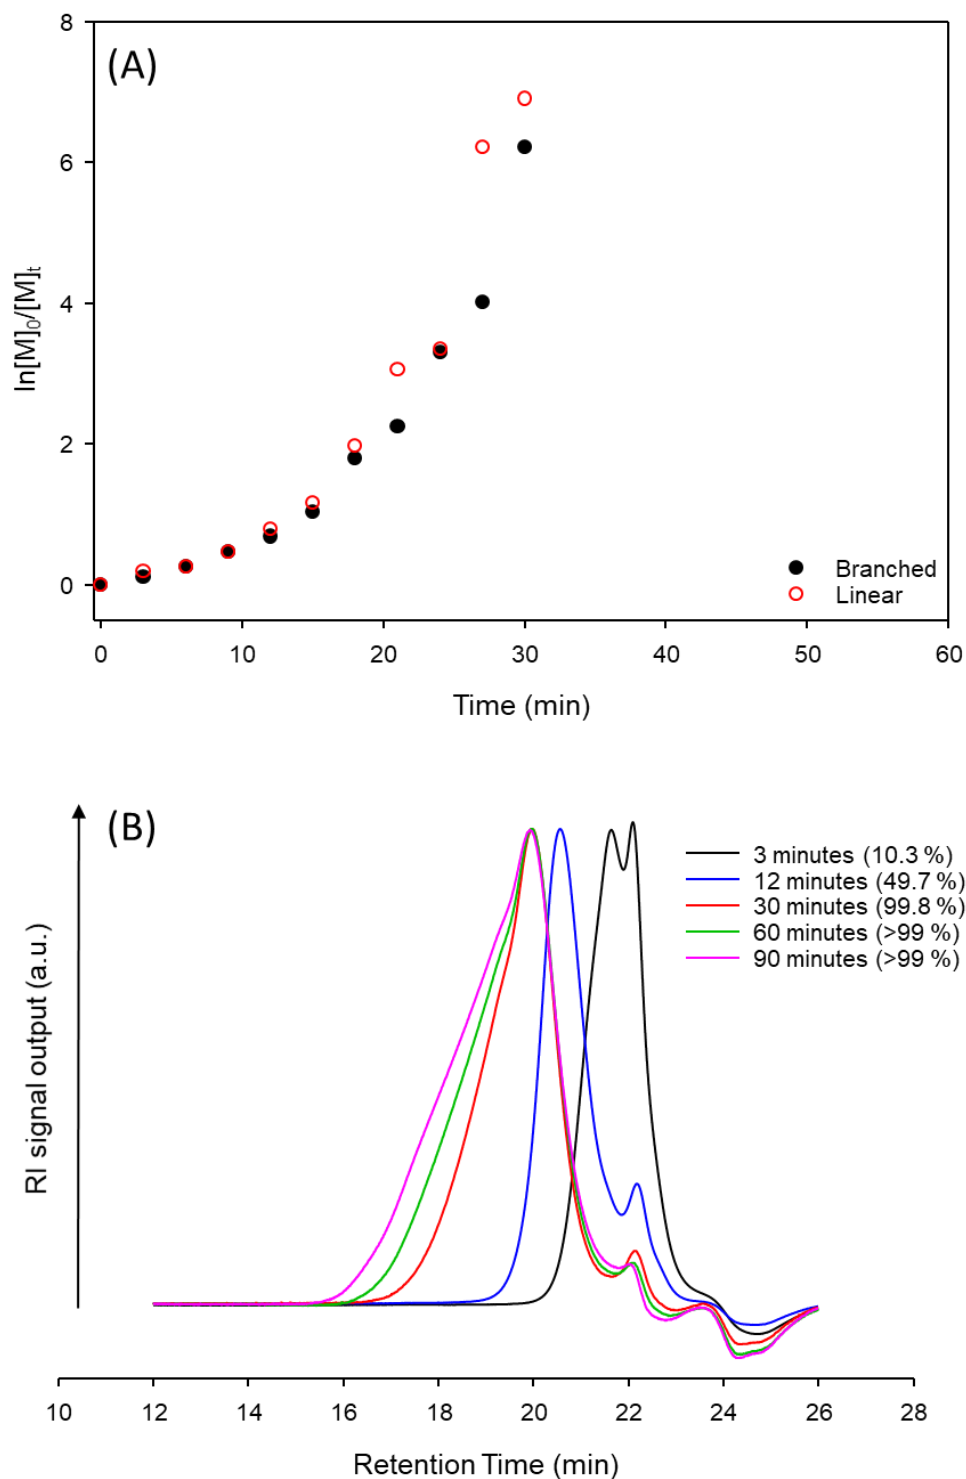 8
(A)
6
4
2
0
ln[M]₀/[M]ₜ
Branched
Linear
0 10 20 30 40 50 60
Time (min)
(B)
3 minutes (10.3 %)
12 minutes (49.7 %)
30 minutes (99.8 %)
60 minutes (>99 %)
90 minutes (>99 %)
RI signal output (a.u.)
10 12 14 16 18 20 22 24 26 28
Retention Time (min)